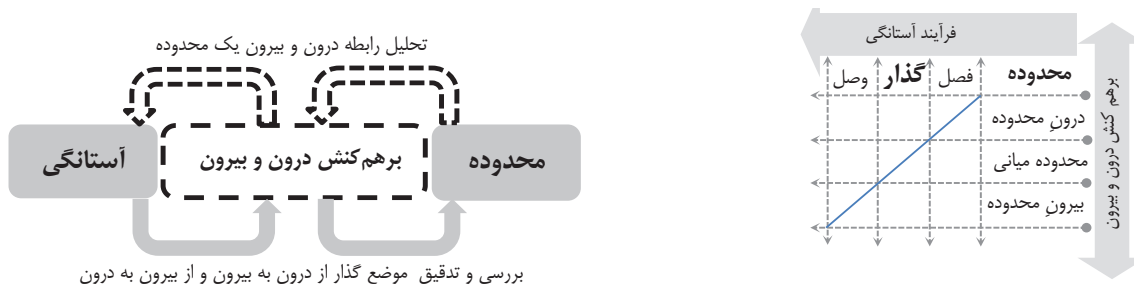 فرآیند آستانگی
محدوده
فصل
گذار
وصل
درونِ محدوده
محدوده میانی
بیرونِ محدوده
برهم کنش درون و بیرون
تحلیل رابطه درون و بیرون یک محدوده
محدوده
برهم‌کنش درون و بیرون
آستانگی
بررسی و تدقیق موضع گذار از درون به بیرون و از بیرون به درون